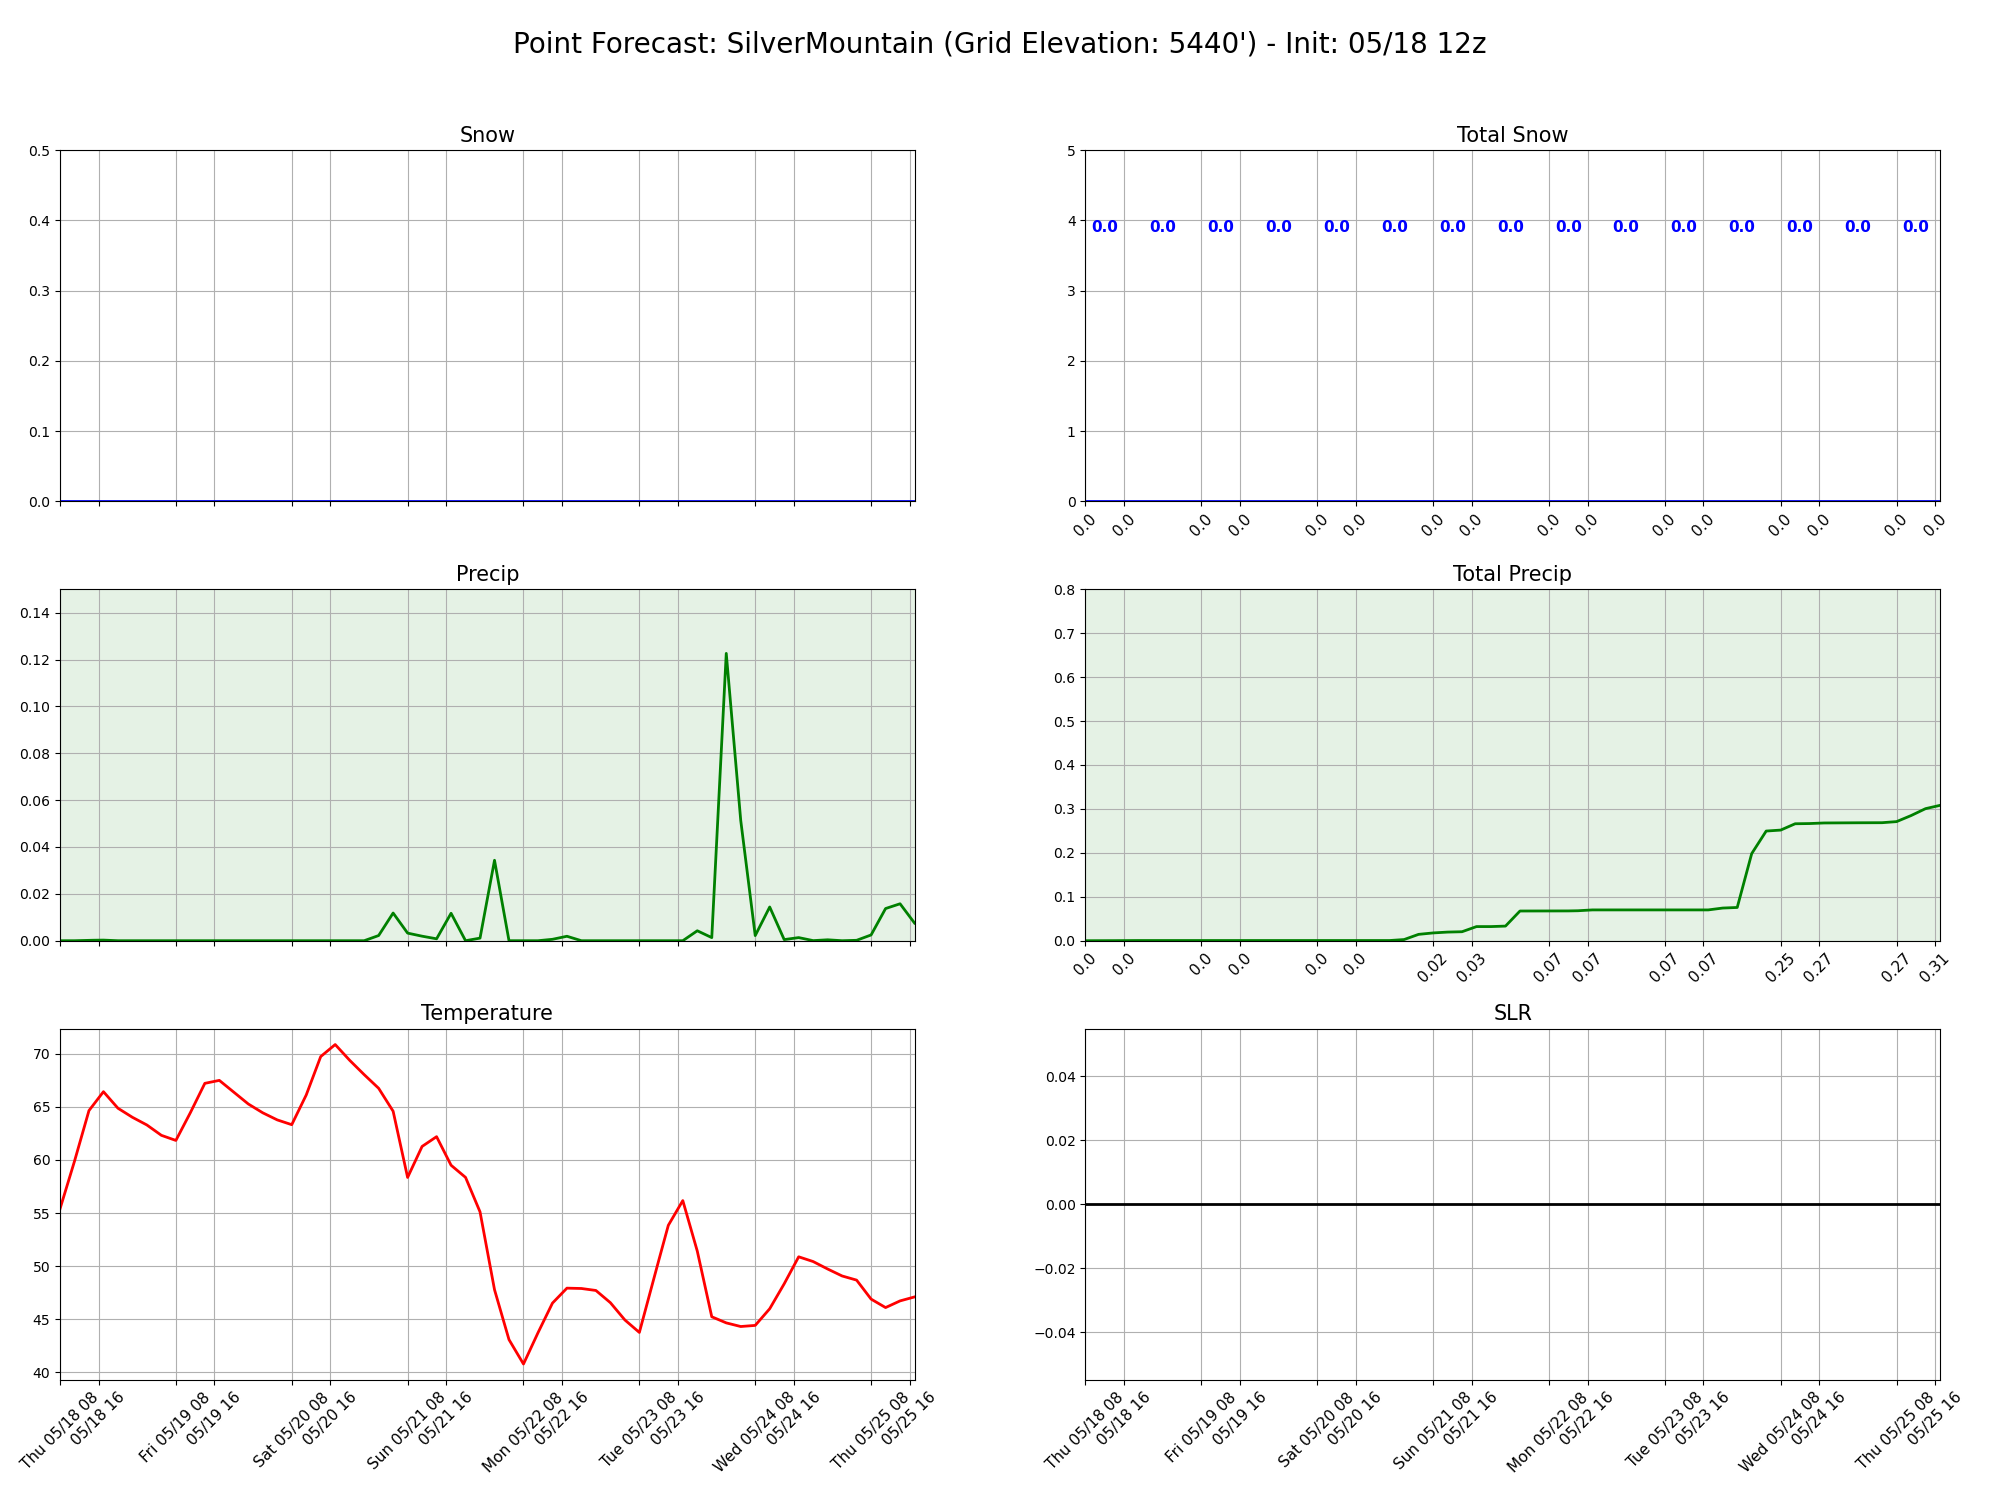 Point Forecast: SilverMountain (Grid Elevation: 5440') - Init: 05/18 12z
Snow
0.5
0.4
0.3
0.2
0.1
0.0
Total Snow
5
4
3
2
1
0
0.0 0.0 0.0 0.0 0.0 0.0 0.0 0.0 0.0 0.0 0.0 0.0 0.0 0.0 0.0
0.0 0.0 0.0 0.0 0.0 0.0 0.0 0.0 0.0 0.0 0.0 0.0 0.0 0.0 0.0 0.0
Precip
0.14
0.12
0.10
0.08
0.06
0.04
0.02
0.00
Total Precip
0.8
0.7
0.6
0.5
0.4
0.3
0.2
0.1
0.0
0.0 0.0 0.0 0.0 0.0 0.0 0.02 0.03 0.07 0.07 0.07 0.07 0.25 0.27 0.27 0.31
Temperature
70
65
60
55
50
45
40
Thu 05/18 08
05/18 16
Fri 05/19 08
05/19 16
Sat 05/20 08
05/20 16
Sun 05/21 08
05/21 16
Mon 05/22 08
05/22 16
Tue 05/23 08
05/23 16
Wed 05/24 08
05/24 16
Thu 05/25 08
05/25 16
SLR
0.04
0.02
0.00
−0.02
−0.04
Thu 05/18 08
05/18 16
Fri 05/19 08
05/19 16
Sat 05/20 08
05/20 16
Sun 05/21 08
05/21 16
Mon 05/22 08
05/22 16
Tue 05/23 08
05/23 16
Wed 05/24 08
05/24 16
Thu 05/25 08
05/25 16